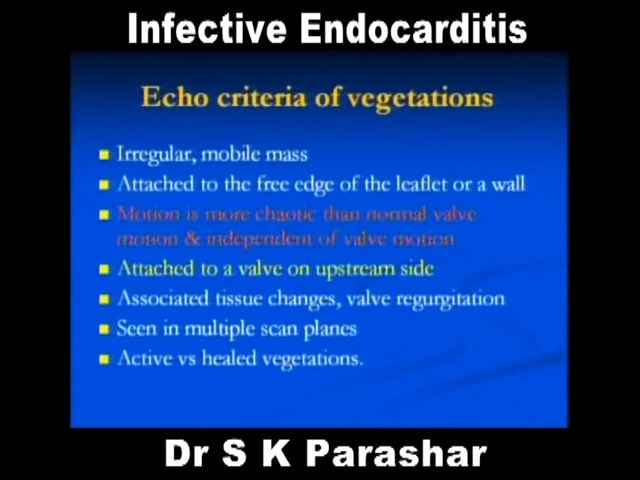 Infective Endocarditis
Echo criteria of vegetations
Irregular, mobile mass
Attached to the free edge of the leaflet or a wall
Motion is more chaotic than normal valve
motion & independent of valve motion
Attached to a valve on upstream side
Associated tissue changes, valve regurgitation
Seen in multiple scan planes
Active vs healed vegetations.
Dr S K Parashar